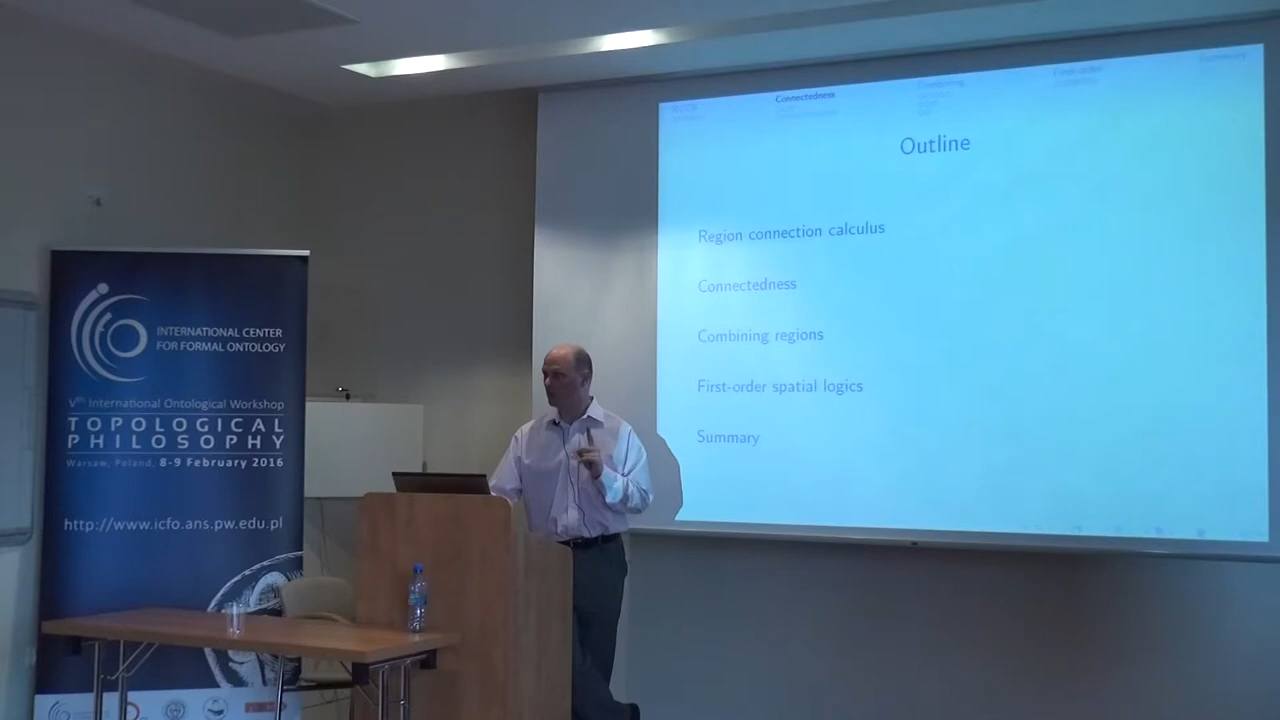 INTERNATIONAL CENTER
FOR FORMAL ONTOLOGY
Vth International Ontological Workshop
TOPOLOGICAL
PHILOSOPHY
Warsaw, Poland, 8-9 February 2016
http://www.icfo.ans.pw.edu.pl
Connectedness
Outline
Region connection calculus
Connectedness
Combining regions
First-order spatial logics
Summary